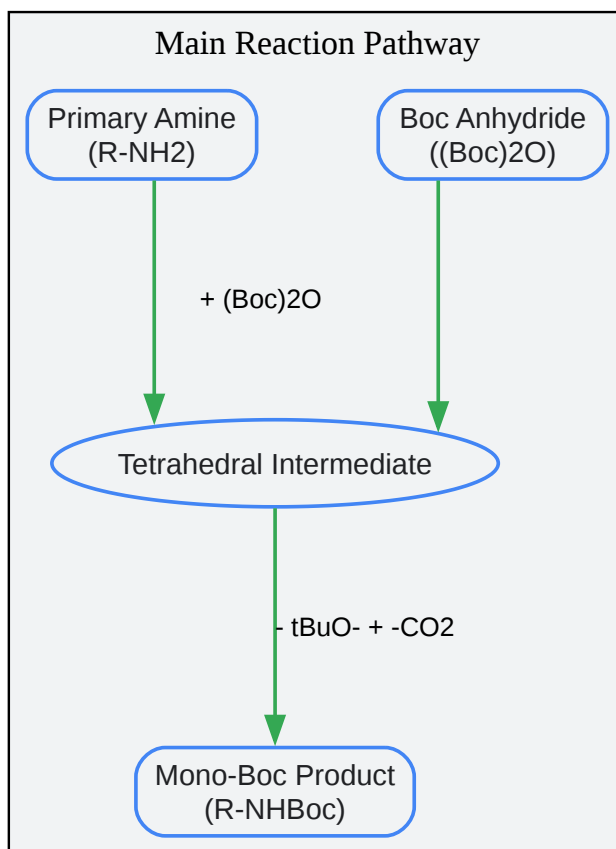 Main Reaction Pathway
Primary Amine
(R-NH2)
Boc Anhydride
((Boc)2O)
+ (Boc)2O
Tetrahedral Intermediate
- tBuO- + -CO2
Mono-Boc Product
(R-NHBoc)